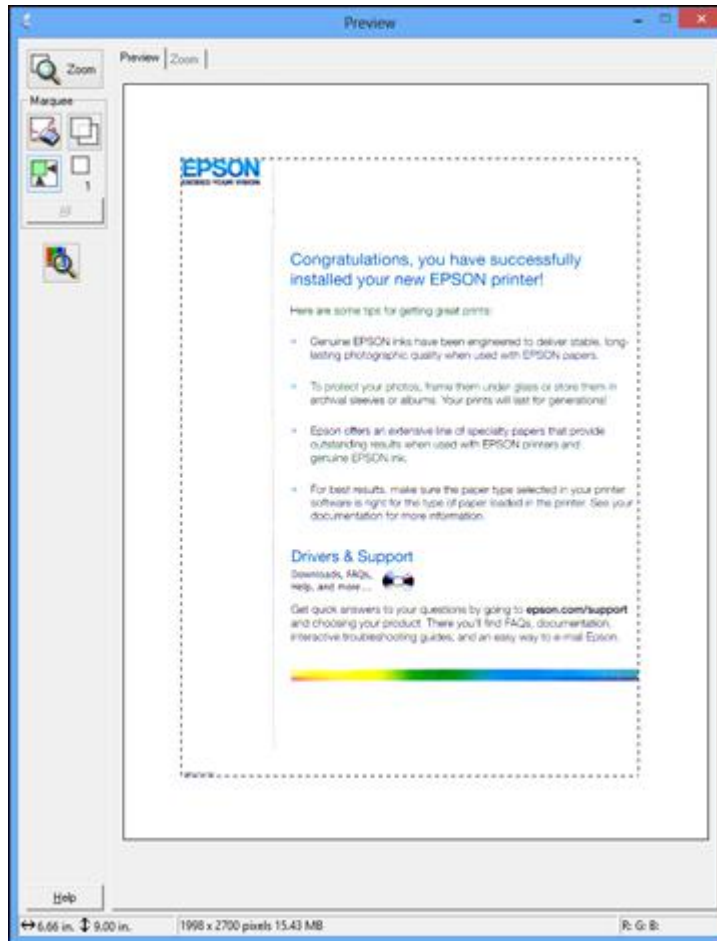 Preview
Zoom
Preview
Zoom
Marquee
1
All
EPSON
EXCEED YOUR VISION
Congratulations, you have successfully
installed your new EPSON printer!
Here are some tips for getting great prints:
Genuine EPSON inks have been engineered to deliver stable, long-
lasting photographic quality when used with EPSON papers.
To protect your photos, frame them under glass or store them in
archival sleeves or albums. Your prints will last for generations!
Epson offers an extensive line of specialty papers that provide
outstanding results when used with EPSON printers and
genuine EPSON ink.
For best results, make sure the paper type selected in your printer
software is right for the type of paper loaded in the printer. See your
documentation for more information.
Drivers & Support
Downloads, FAQs,
Help, and more ...
Get quick answers to your questions by going to epson.com/support
and choosing your product. There you'll find FAQs, documentation,
interactive troubleshooting guides, and an easy way to e-mail Epson.
Help
6.66 in. 9.00 in. 1998 x 2700 pixels 15.43 MB R: G: B: